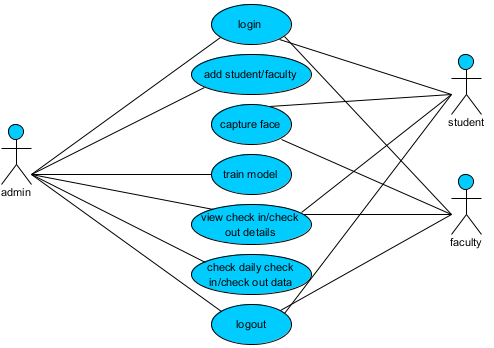 login
add student/faculty
student
capture face
admin
train model
view check in/check
out details
faculty
check daily check
in/check out data
logout